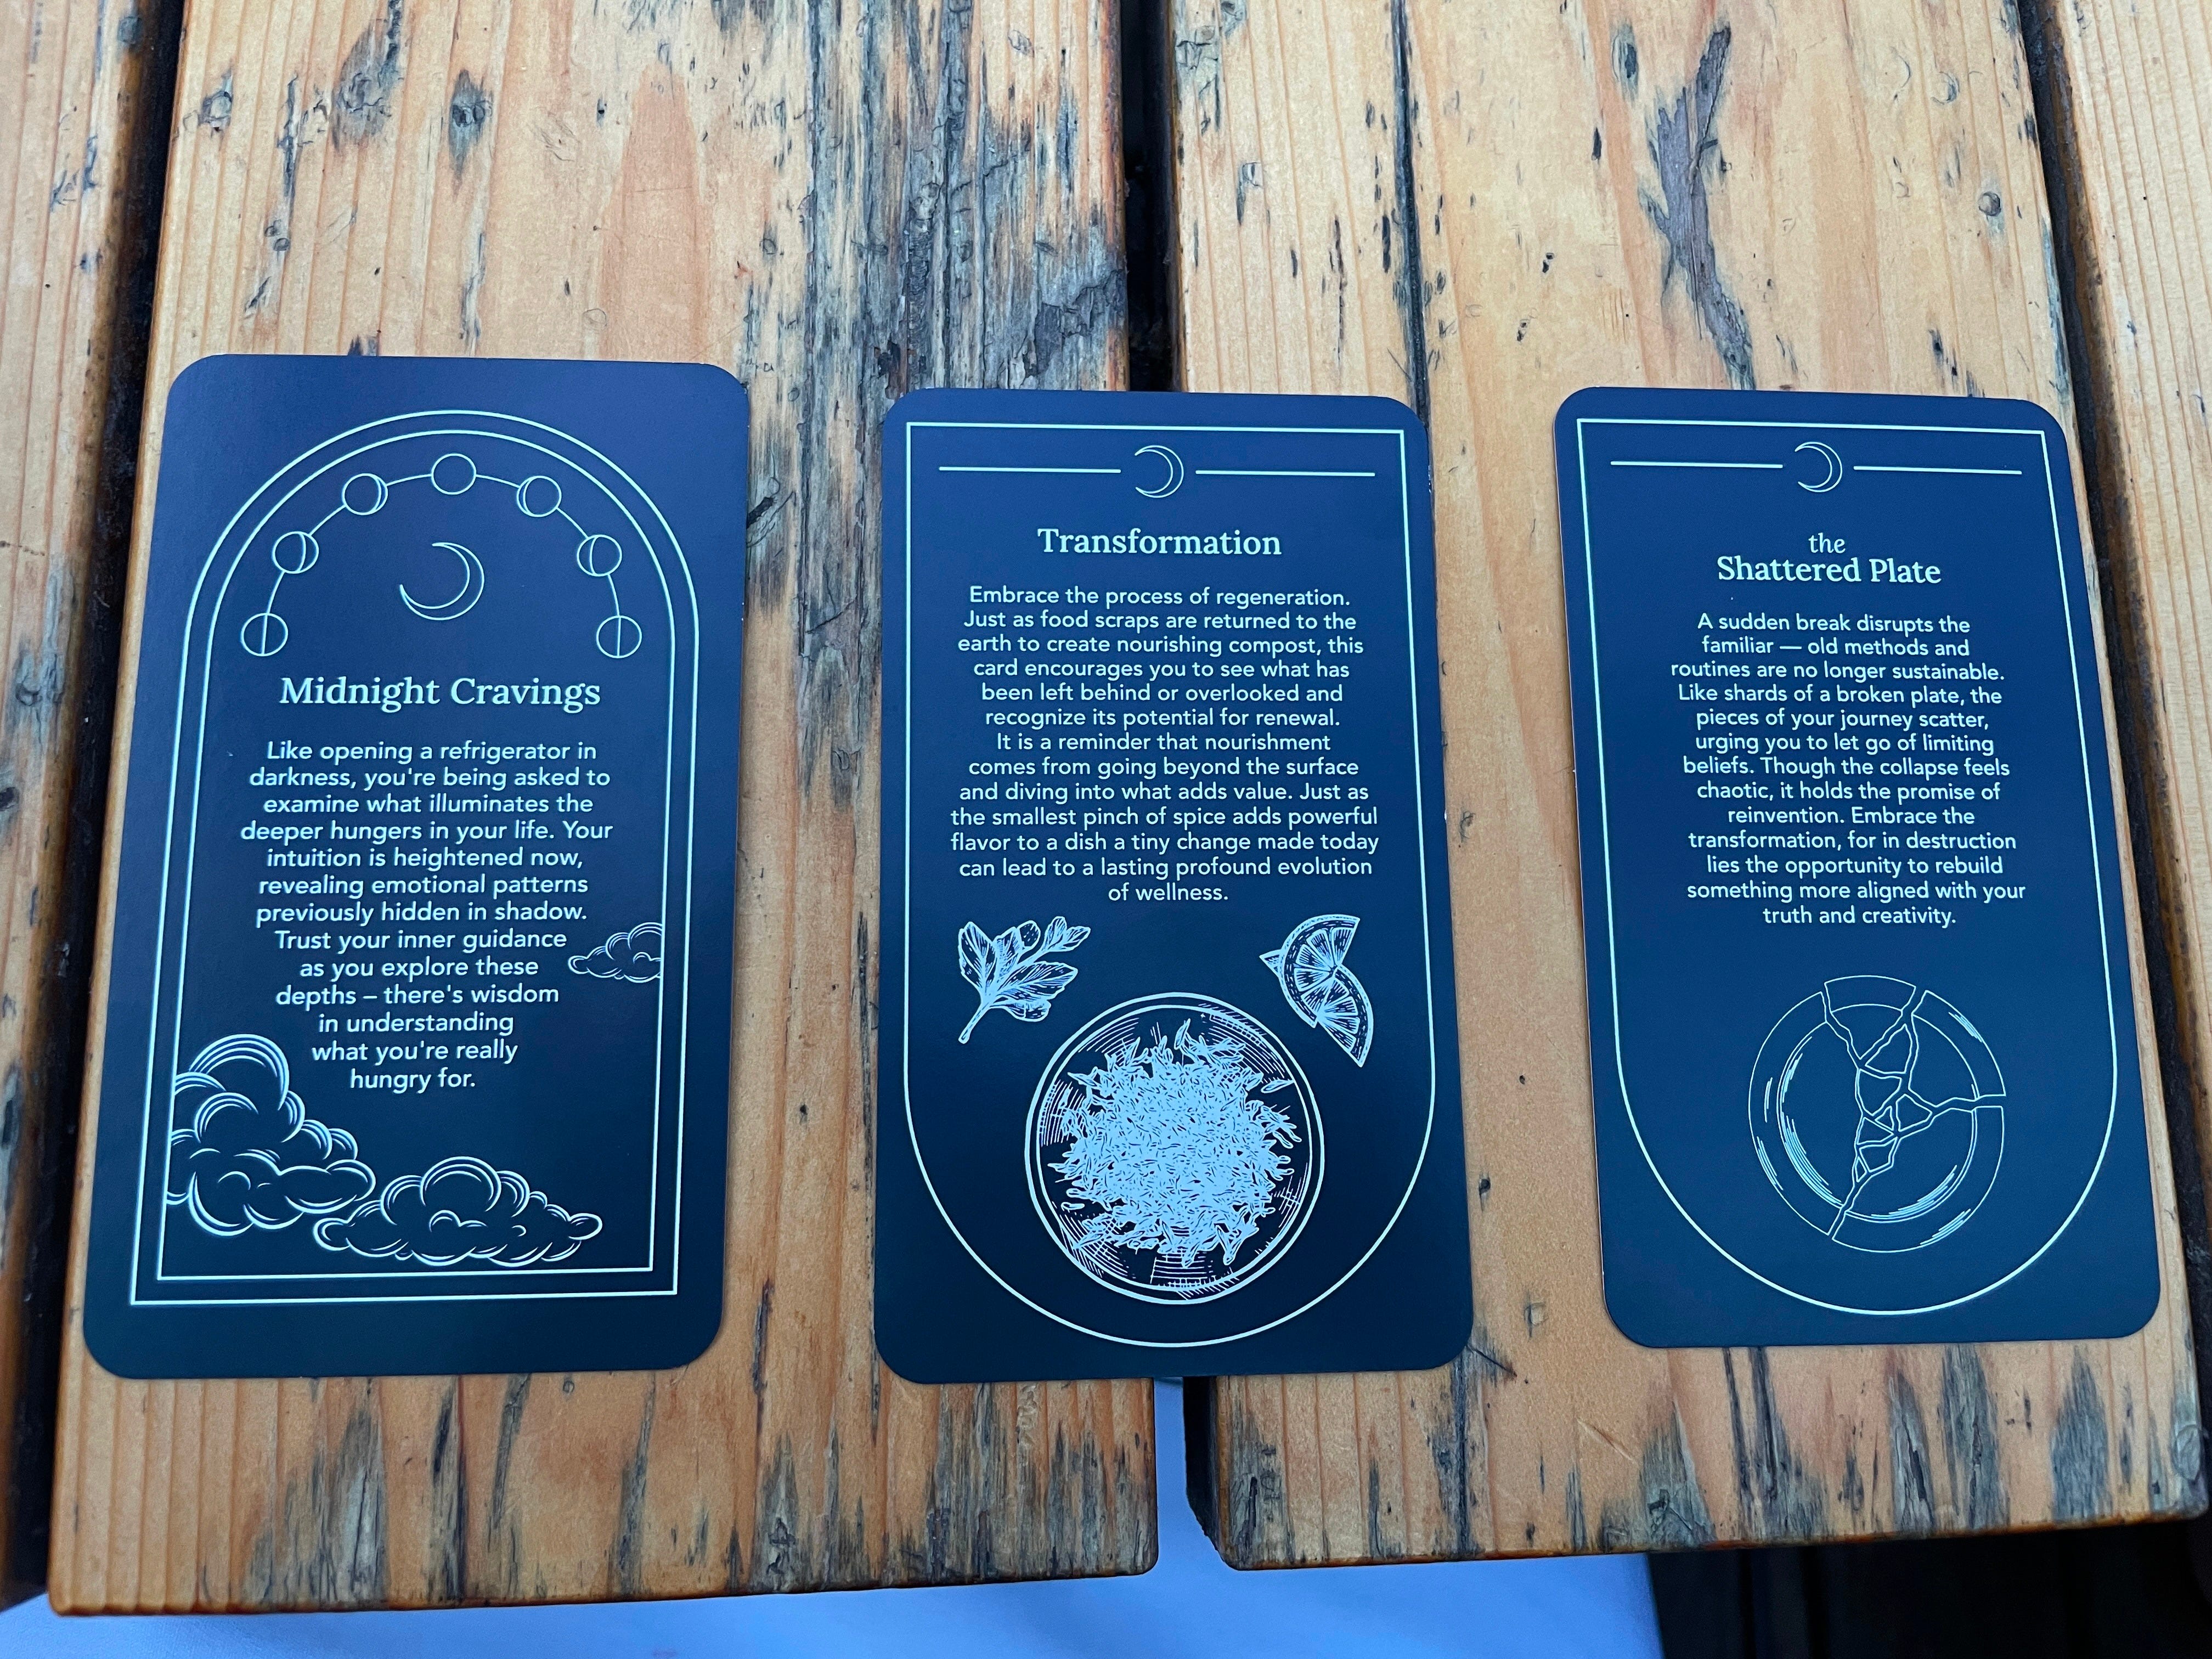 Midnight Cravings
Like opening a refrigerator in
darkness, you're being asked to
examine what illuminates the
deeper hungers in your life. Your
intuition is heightened now,
revealing emotional patterns
previously hidden in shadow.
Trust your inner guidance
as you explore these
depths – there's wisdom
in understanding
what you're really
hungry for.
Transformation
Embrace the process of regeneration.
Just as food scraps are returned to the
earth to create nourishing compost, this
card encourages you to see what has
been left behind or overlooked and
recognize its potential for renewal.
It is a reminder that nourishment
comes from going beyond the surface
and diving into what adds value. Just as
the smallest pinch of spice adds powerful
flavor to a dish a tiny change made today
can lead to a lasting profound evolution
of wellness.
the
Shattered Plate
A sudden break disrupts the
familiar — old methods and
routines are no longer sustainable.
Like shards of a broken plate, the
pieces of your journey scatter,
urging you to let go of limiting
beliefs. Though the collapse feels
chaotic, it holds the promise of
reinvention. Embrace the
transformation, for in destruction
lies the opportunity to rebuild
something more aligned with your
truth and creativity.